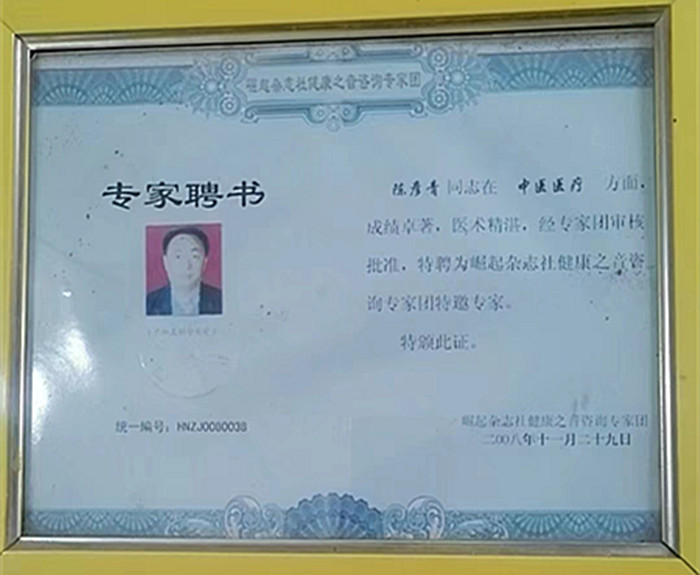 崛起杂志社健康之音咨询专家团
专家聘书
统一编号：HNZJ0080038
陈彦青同志在 中医医疗 方面，
成绩卓著，医术精湛，经专家团审核
批准，特聘为崛起杂志社健康之音咨
询专家团特邀专家。
特颁此证。
崛起杂志社健康之音咨询专家团
二00八年十一月二十九日